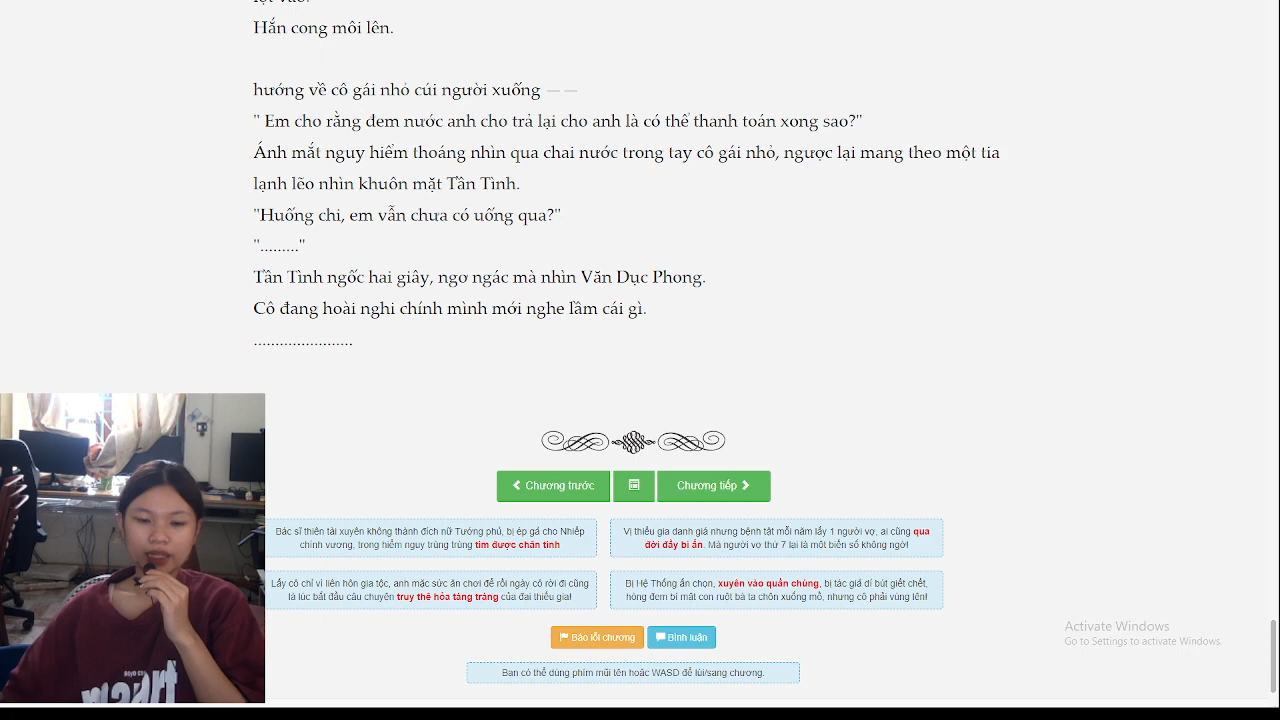 Hắn cong môi lên.
hướng về cô gái nhỏ cúi người xuống — —
" Em cho rằng đem nước anh cho trả lại cho anh là có thể thanh toán xong sao?"
Ánh mắt nguy hiểm thoáng nhìn qua chai nước trong tay cô gái nhỏ, ngược lại mang theo một tia
lạnh lẽo nhìn khuôn mặt Tần Tình.
"Huống chi, em vẫn chưa có uống qua?"
"........."
Tần Tình ngốc hai giây, ngơ ngác mà nhìn Văn Dục Phong.
Cô đang hoài nghi chính mình mới nghe lầm cái gì.
.......................
Chương trước
Chương tiếp
Bác sĩ thiên tài xuyên không thành đích nữ Tướng phủ, bị ép gả cho Nhiếp
chính vương, trong hiểm nguy trùng trùng tìm được chân tình
Vị thiếu gia danh giá nhưng bệnh tật mỗi năm lấy 1 người vợ, ai cũng qua
đời đầy bí ẩn. Mà người vợ thứ 7 lại là một biến số không ngờ!
Lấy cô chỉ vì liên hôn gia tộc, anh mặc sức ăn chơi để rồi ngày cô rời đi cũng
là lúc bắt đầu câu chuyện truy thê hỏa táng tràng của đại thiếu gia!
Bị Hệ Thống ấn chọn, xuyên vào quần chúng, bị tác giả dí bút giết chết,
hòng đem bí mật con ruột bà ta chôn xuống mồ, nhưng cô phải vùng lên!
Báo lỗi chương
Bình luận
Bạn có thể dùng phím mũi tên hoặc WASD để lùi/sang chương.
Activate Windows
Go to Settings to activate Windows.